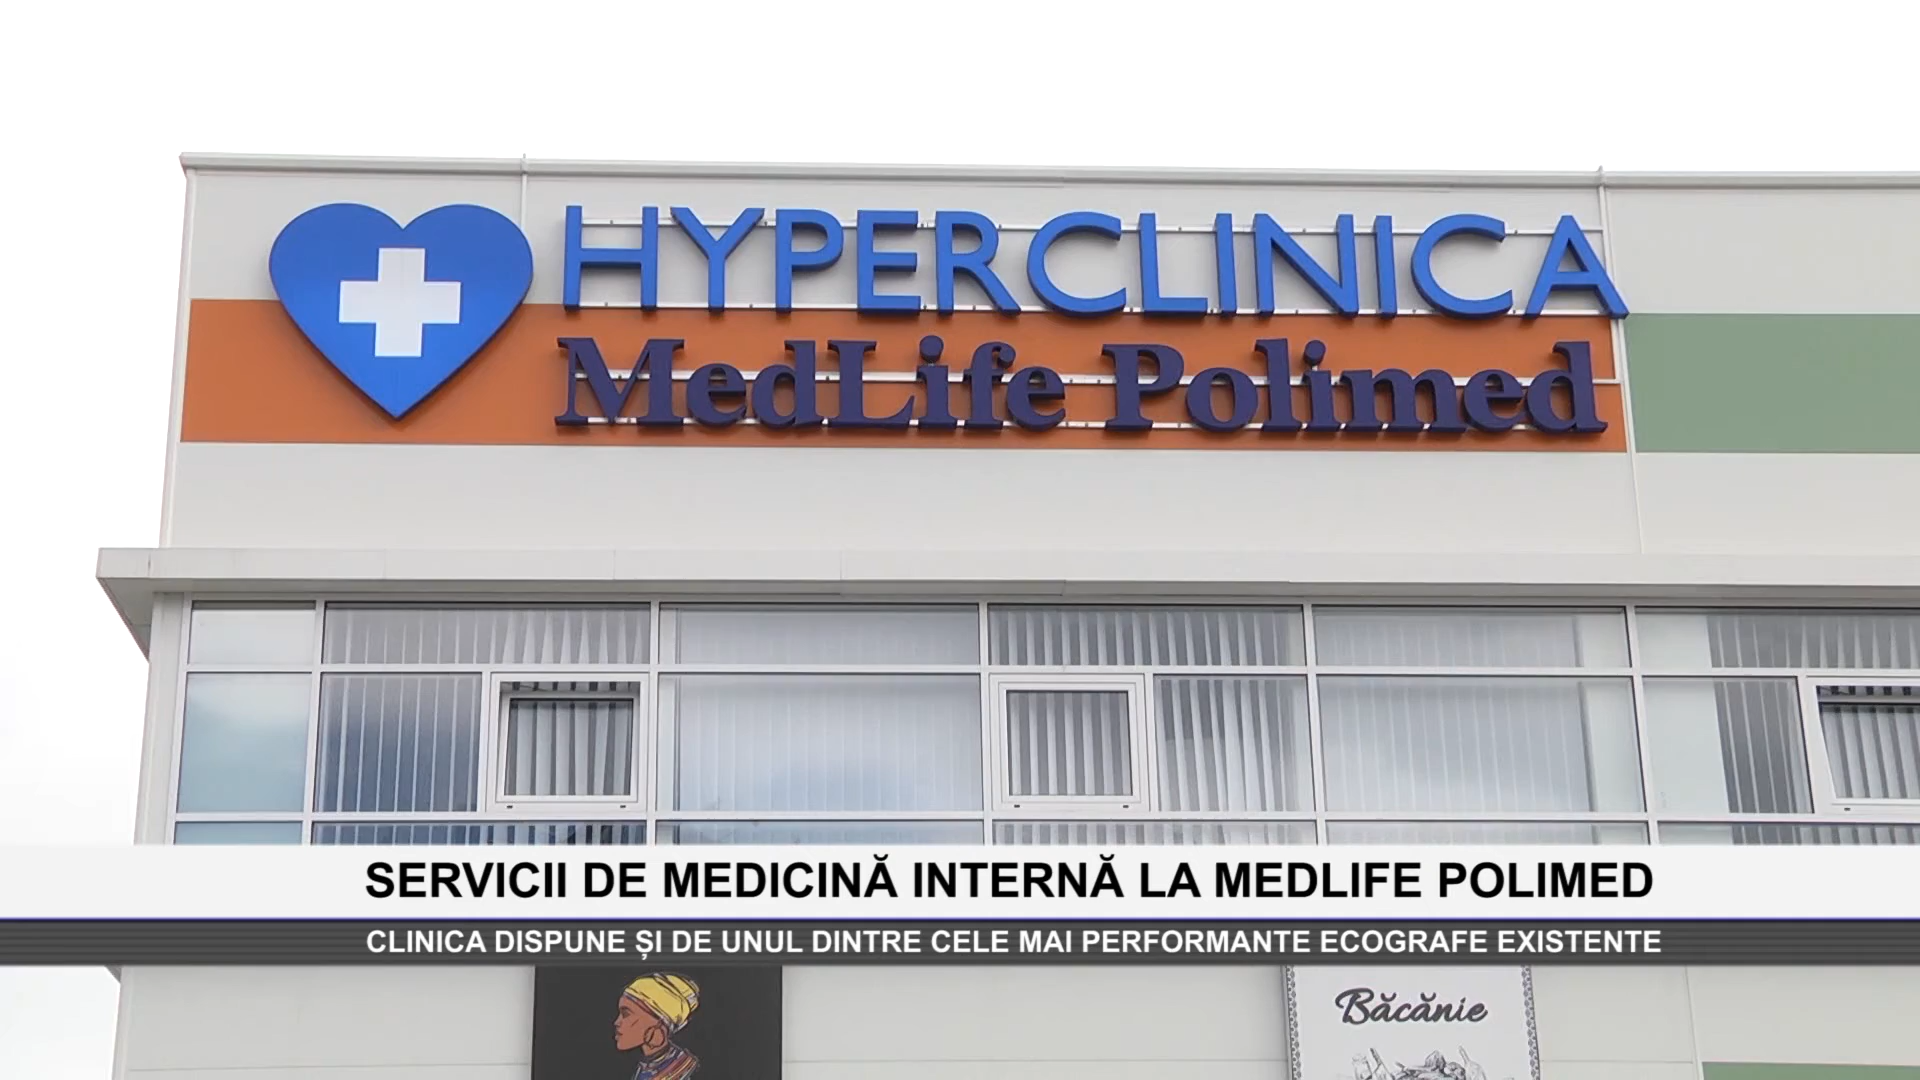 HYPERCLINICA
MedLife Polimed
SERVICII DE MEDICINĂ INTERNĂ LA MEDLIFE POLIMED
CLINICA DISPUNE ȘI DE UNUL DINTRE CELE MAI PERFORMANTE ECOGRAFE EXISTENTE
Băcănie